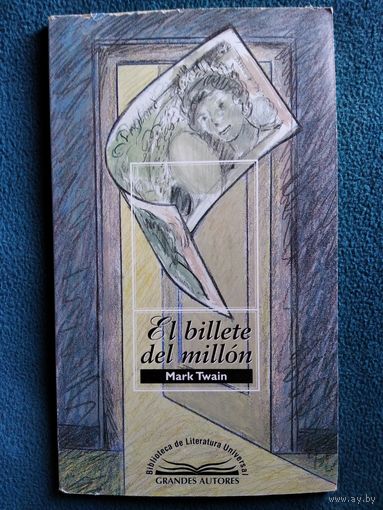 El billete
del millón
Mark Twain
Biblioteca de Literatura Universal
GRANDES AUTORES
www.ay.by